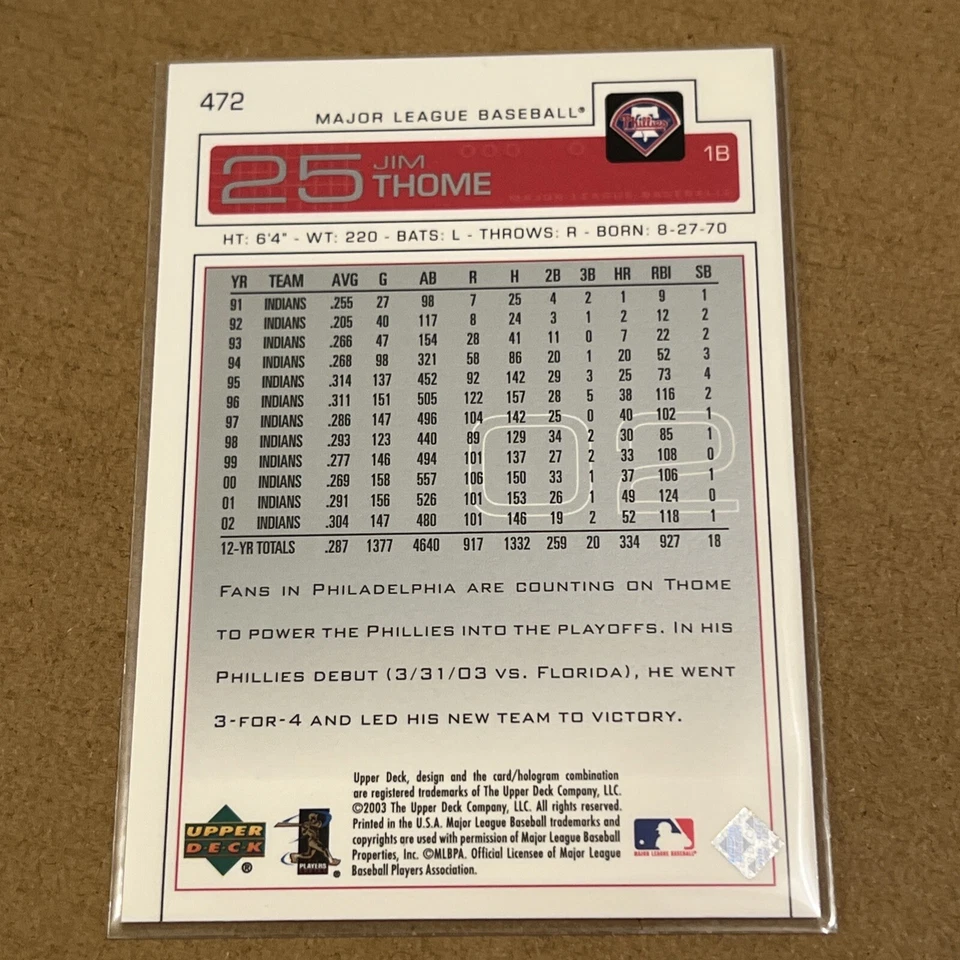 472
MAJOR LEAGUE BASEBALL®
Phillies
25 JIM THOME
1B
HT: 6'4" - WT: 220 - BATS: L - THROWS: R - BORN: 8-27-70
YR TEAM AVG G AB R H 2B 3B HR RBI SB
91 INDIANS .255 27 98 7 25 4 2 1 9 1
92 INDIANS .205 40 117 8 24 3 1 2 12 2
93 INDIANS .266 47 154 28 41 11 0 7 22 2
94 INDIANS .268 98 321 58 86 20 1 20 52 3
95 INDIANS .314 137 452 92 142 29 3 25 73 4
96 INDIANS .311 151 505 122 157 28 5 38 116 2
97 INDIANS .286 147 496 104 142 25 0 40 102 1
98 INDIANS .293 123 440 89 129 34 2 30 85 1
99 INDIANS .277 146 494 101 137 27 2 33 108 0
00 INDIANS .269 158 557 106 150 33 1 37 106 1
01 INDIANS .291 156 526 101 153 26 1 49 124 0
02 INDIANS .304 147 480 101 146 19 2 52 118 1
12-YR TOTALS .287 1377 4640 917 1332 259 20 334 927 18
02
FANS IN PHILADELPHIA ARE COUNTING ON THOME
TO POWER THE PHILLIES INTO THE PLAYOFFS. IN HIS
PHILLIES DEBUT (3/31/03 VS. FLORIDA), HE WENT
3-FOR-4 AND LED HIS NEW TEAM TO VICTORY.
Upper Deck, design and the card/hologram combination
are registered trademarks of The Upper Deck Company, LLC.
©2003 The Upper Deck Company, LLC. All rights reserved.
Printed in the U.S.A. Major League Baseball trademarks and
copyrights are used with permission of Major League Baseball
Properties, Inc. ©MLBPA. Official Licensee of Major League
Baseball Players Association.
UPPER
DECK ®
PLAYERS ®
MAJOR LEAGUE BASEBALL®